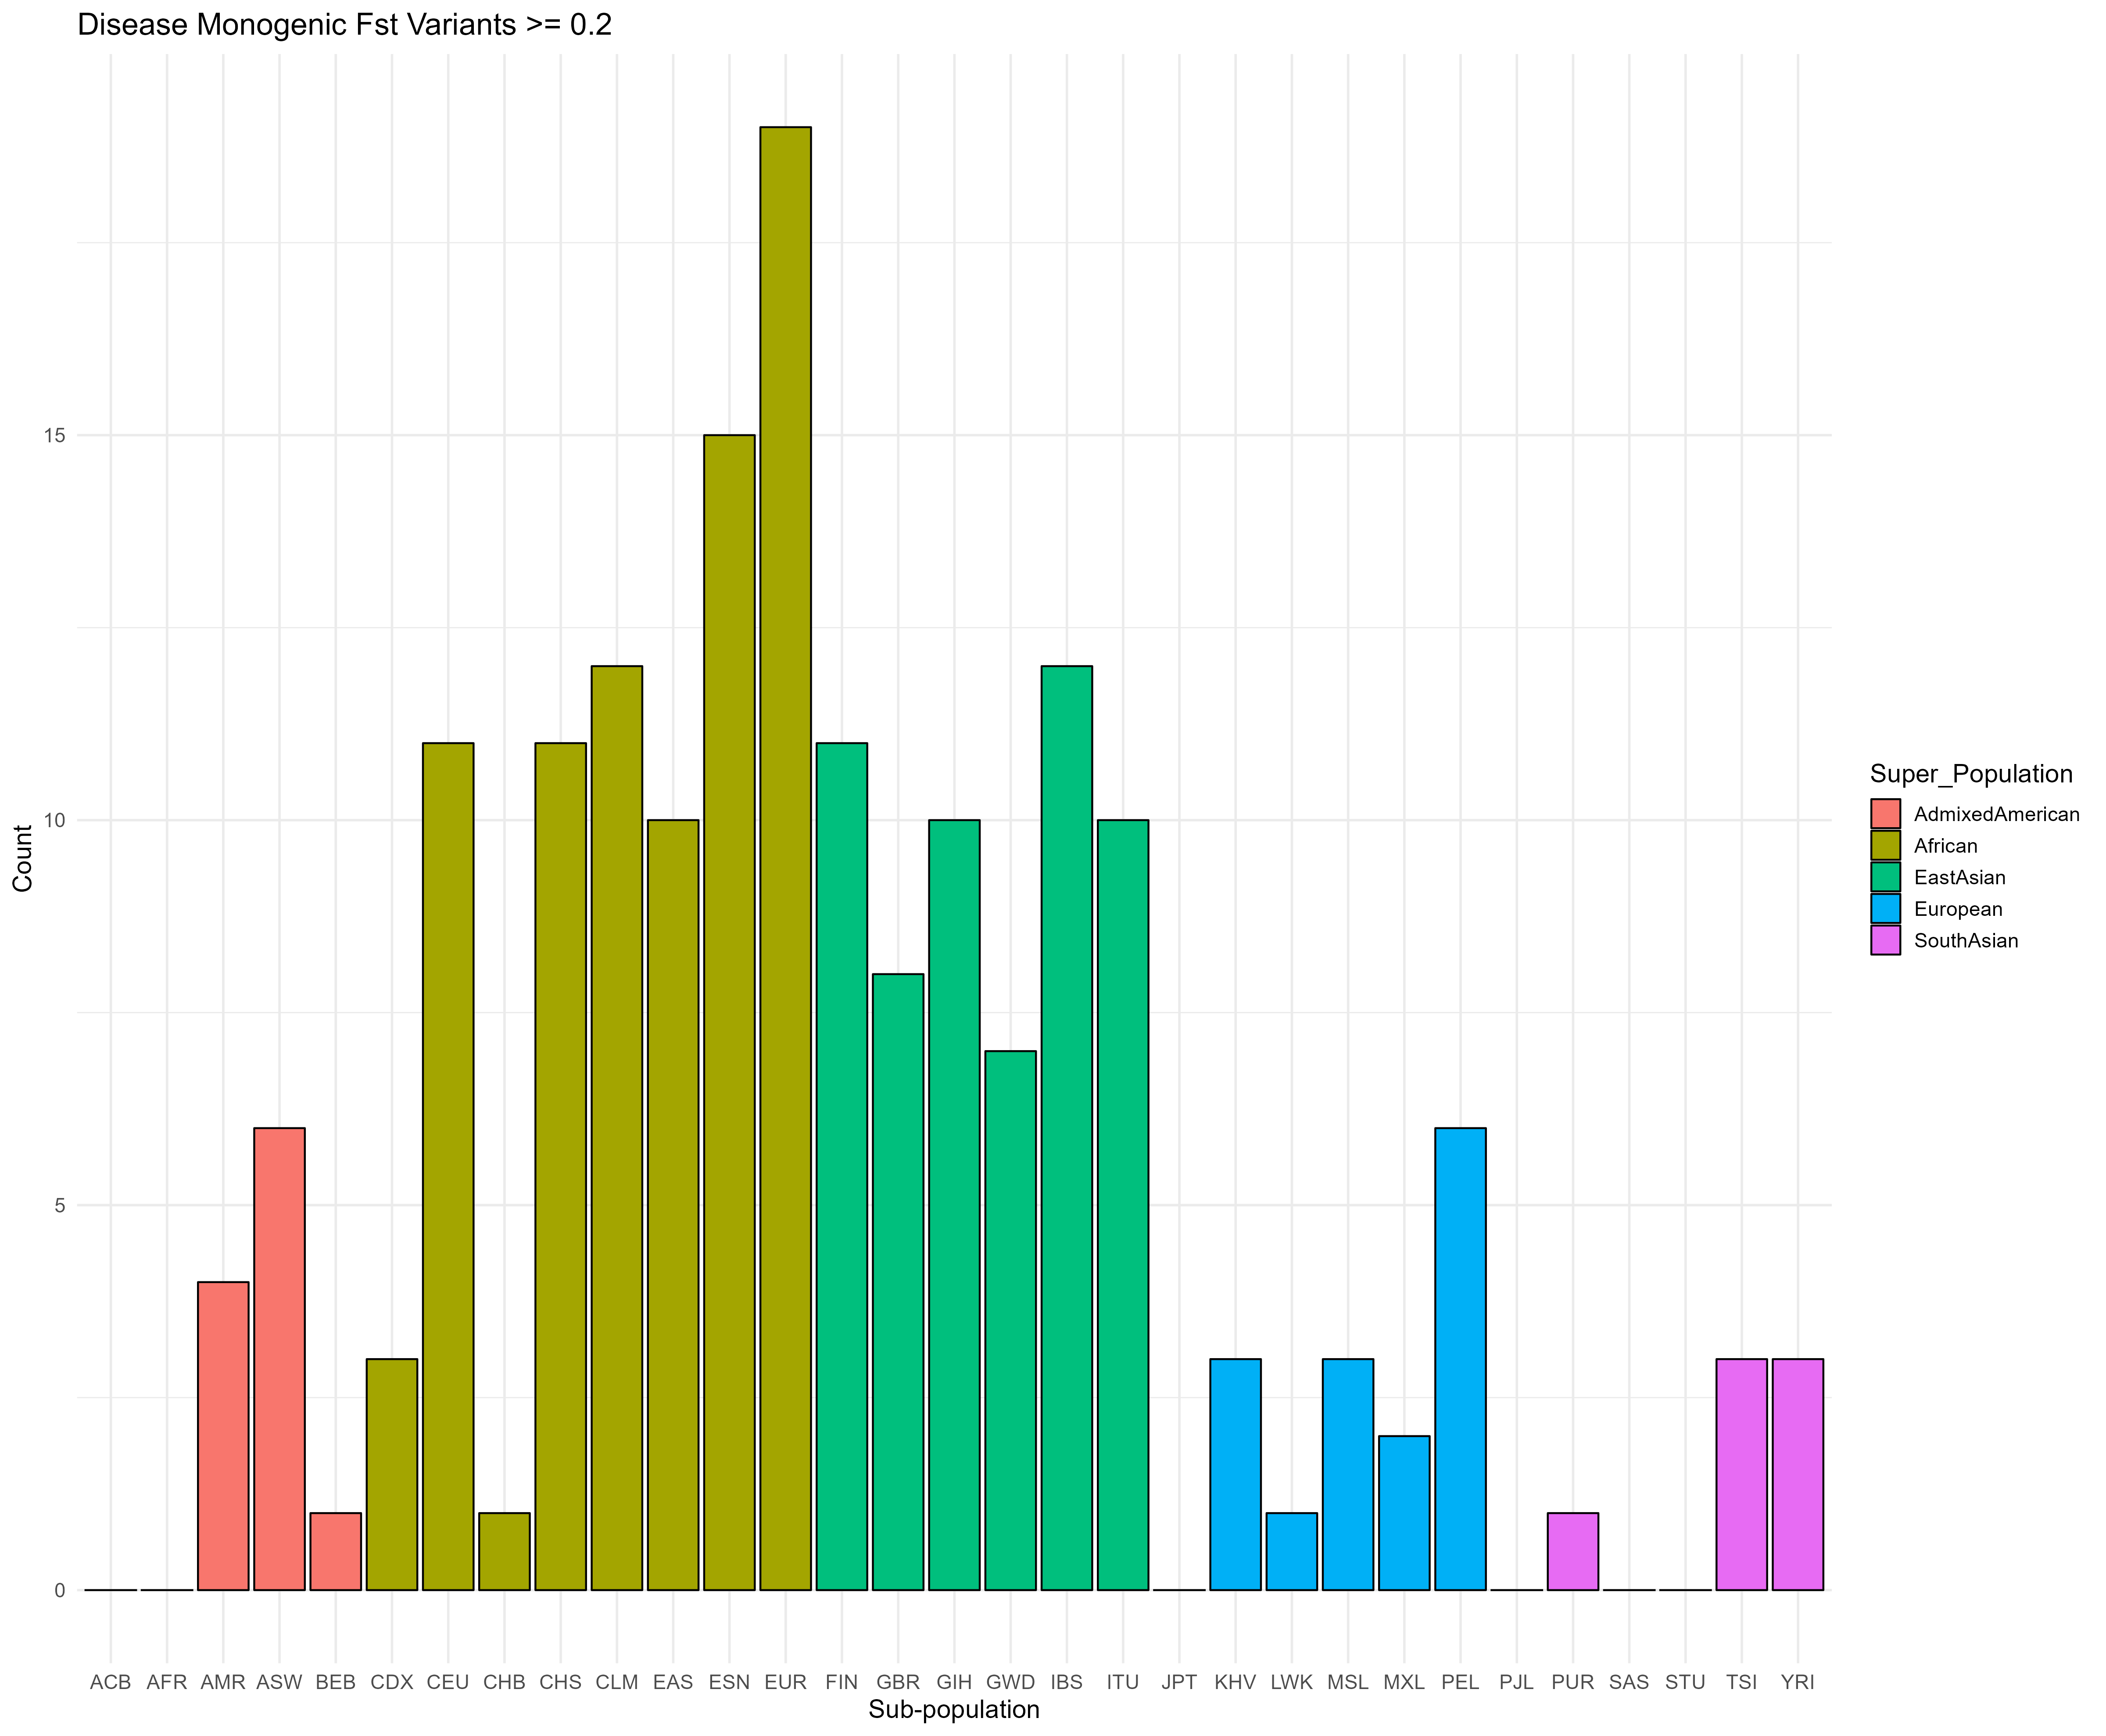 Disease Monogenic Fst Variants >= 0.2
Count
15
10
5
0
ACB AFR AMR ASW BEB CDX CEU CHB CHS CLM EAS ESN EUR FIN GBR GIH GWD IBS ITU JPT KHV LWK MSL MXL PEL PJL PUR SAS STU TSI YRI
Sub-population
Super_Population
AdmixedAmerican
African
EastAsian
European
SouthAsian